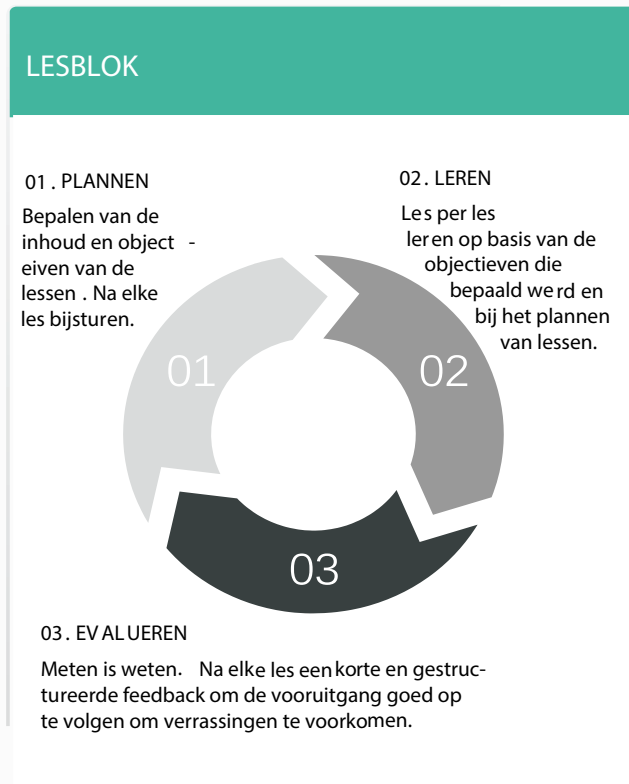 LESBLOK
01. PLANNEN
Bepalen van de
inhoud en object -
eiven van de
lessen . Na elke
les bijsturen.
02. LEREN
Les per les
leren op basis van de
objectieven die
bepaald werd en
bij het plannen
van lessen.
01
02
03
03. EVALUEREN
Meten is weten. Na elke les een korte en gestruc-
tureerde feedback om de vooruitgang goed op
te volgen om verrassingen te voorkomen.